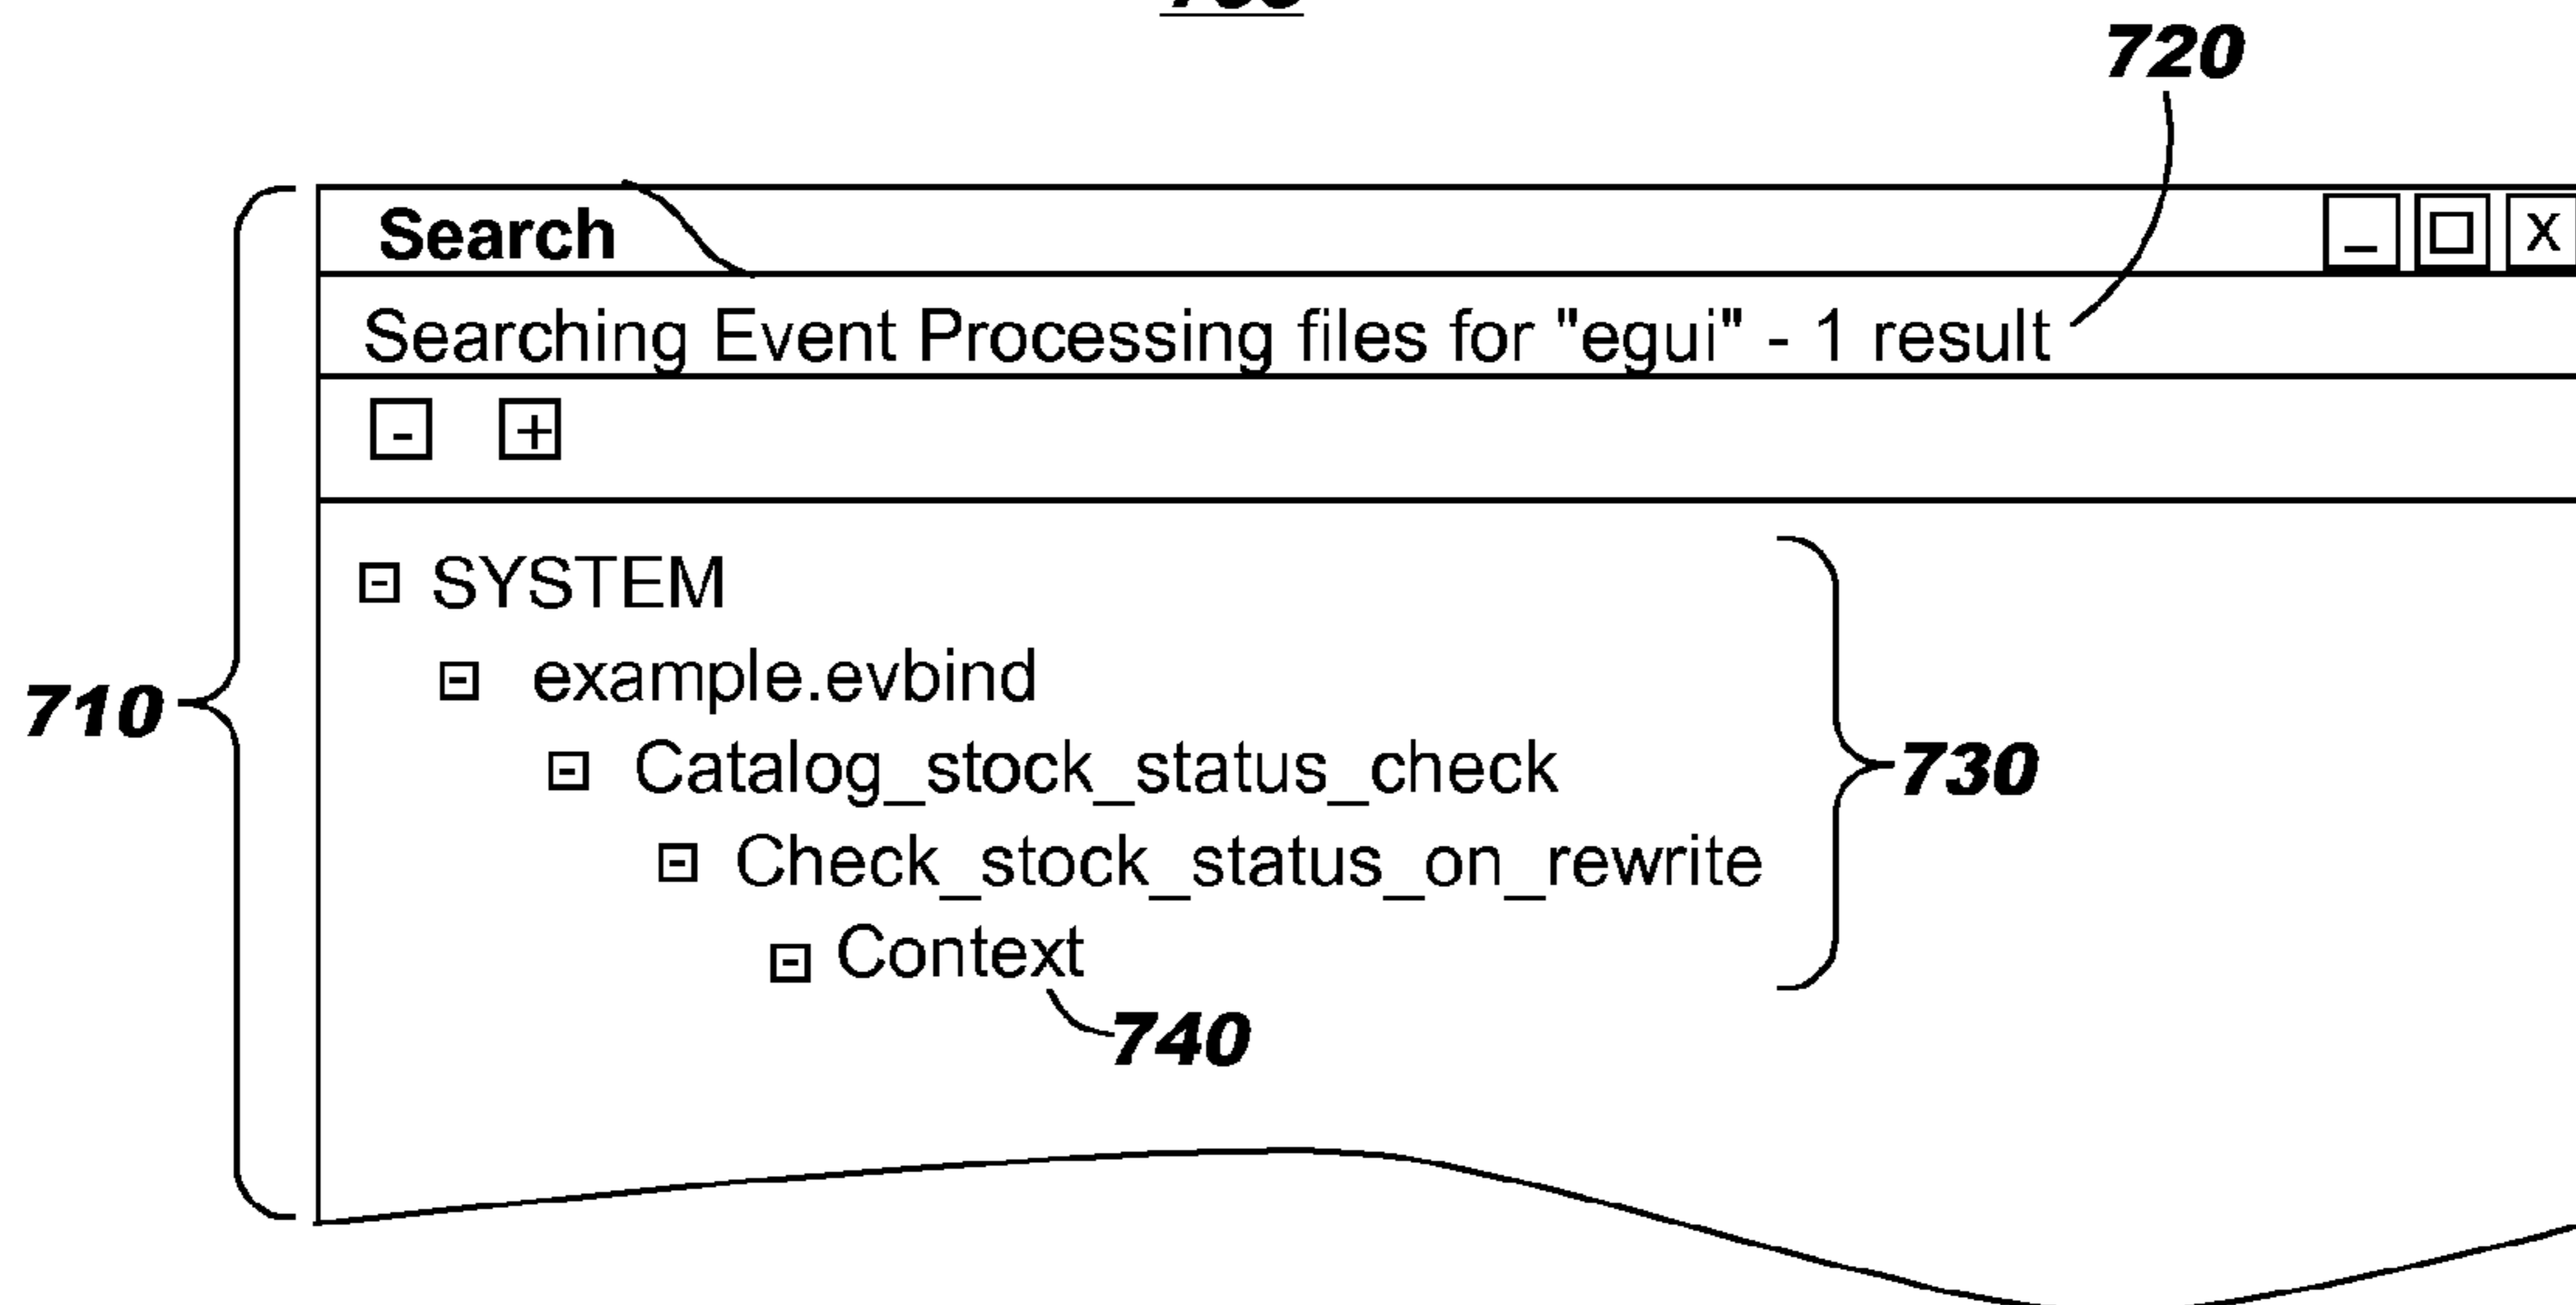 720
Search
X
Searching Event Processing files for "egui" - 1 result
- +
SYSTEM
example.evbind
710
Catalog_stock_status_check
730
Check_stock_status_on_rewrite
Context
740